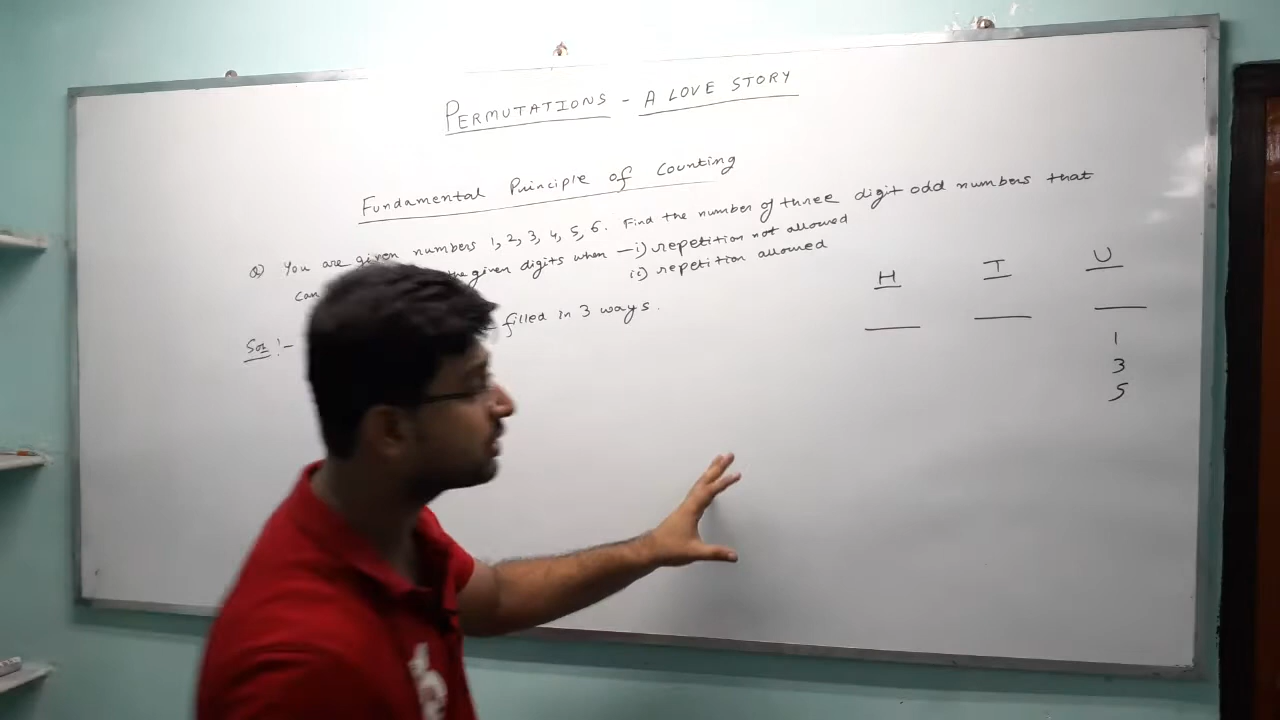 PERMUTATIONS - A LOVE STORY
Fundamental Principle of Counting
Q) You are given numbers 1, 2, 3, 4, 5, 6. Find the number of three digit odd numbers that
can the given digits when – i) repetition not allowed
ii) repetition allowed
Sol :- filled in 3 ways.
H T U
1
3
5